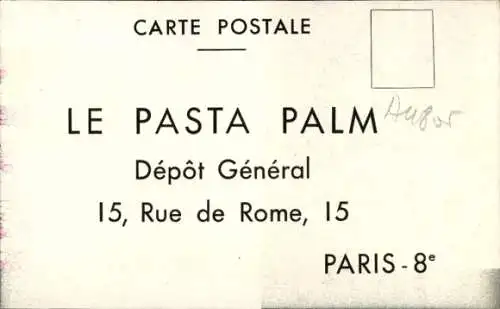 CARTE POSTALE
LE PASTA PALM
Dépôt Général
15, Rue de Rome, 15
PARIS - 8e